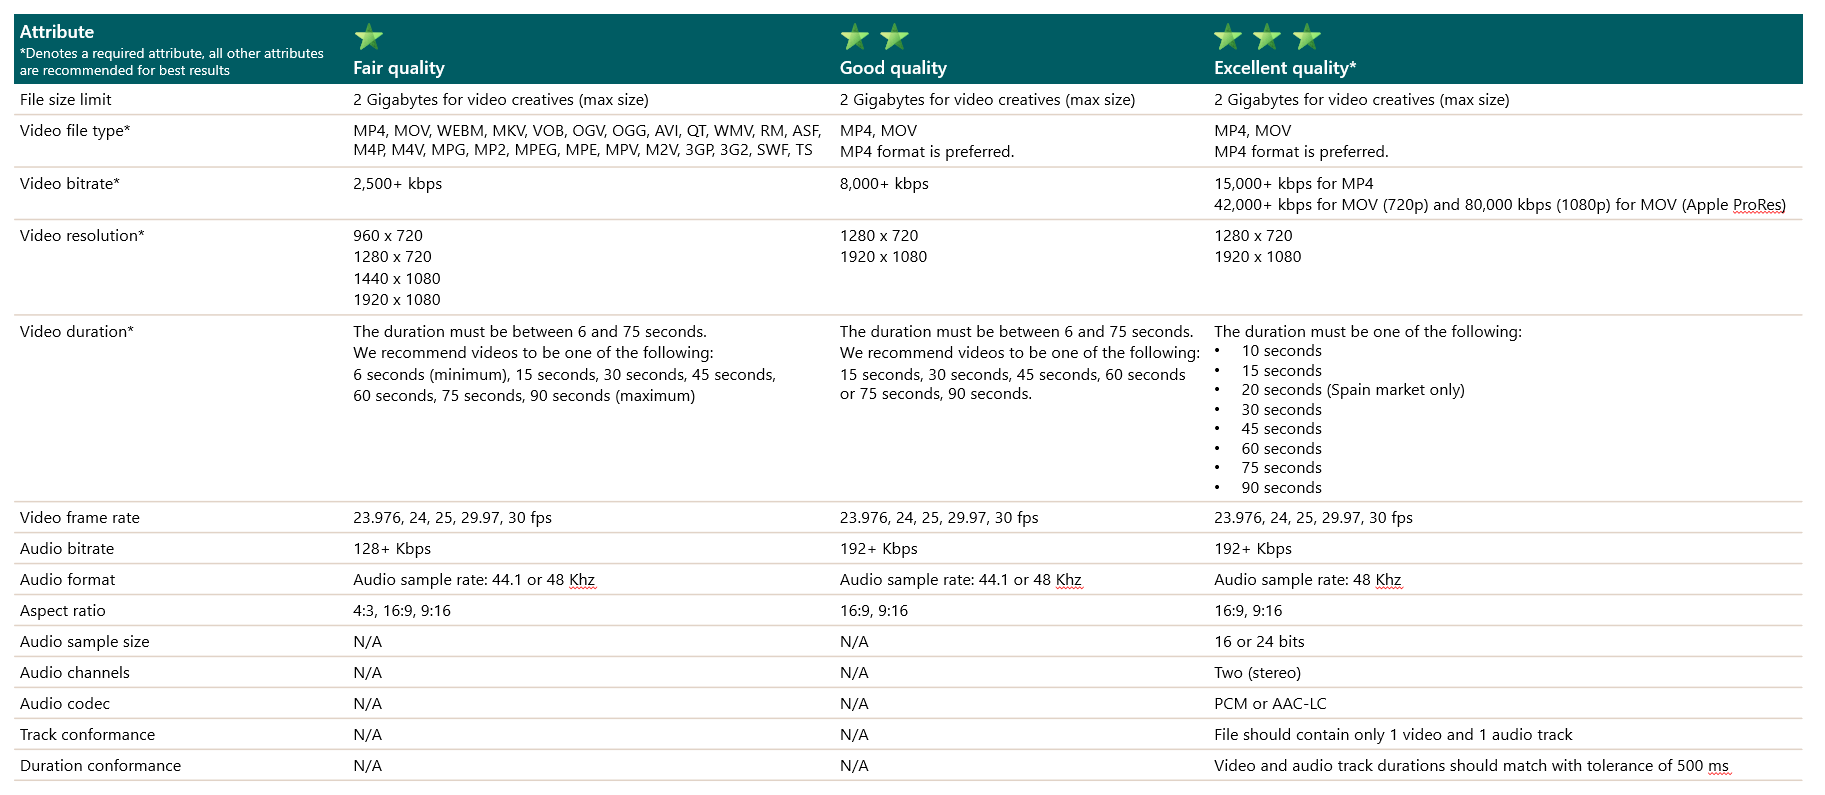 Attribute
*Denotes a required attribute, all other attributes
are recommended for best results
Fair quality
Good quality
Excellent quality*
File size limit
2 Gigabytes for video creatives (max size)
2 Gigabytes for video creatives (max size)
2 Gigabytes for video creatives (max size)
Video file type*
MP4, MOV, WEBM, MKV, VOB, OGV, OGG, AVI, QT, WMV, RM, ASF,
M4P, M4V, MPG, MP2, MPEG, MPE, MPV, M2V, 3GP, 3G2, SWF, TS
MP4, MOV
MP4 format is preferred.
MP4, MOV
MP4 format is preferred.
Video bitrate*
2,500+ kbps
8,000+ kbps
15,000+ kbps for MP4
42,000+ kbps for MOV (720p) and 80,000 kbps (1080p) for MOV (Apple ProRes)
Video resolution*
960 x 720
1280 x 720
1440 x 1080
1920 x 1080
1280 x 720
1920 x 1080
1280 x 720
1920 x 1080
Video duration*
The duration must be between 6 and 75 seconds.
We recommend videos to be one of the following:
6 seconds (minimum), 15 seconds, 30 seconds, 45 seconds,
60 seconds, 75 seconds, 90 seconds (maximum)
The duration must be between 6 and 75 seconds.
We recommend videos to be one of the following:
15 seconds, 30 seconds, 45 seconds, 60 seconds
or 75 seconds, 90 seconds.
The duration must be one of the following:
• 10 seconds
• 15 seconds
• 20 seconds (Spain market only)
• 30 seconds
• 45 seconds
• 60 seconds
• 75 seconds
• 90 seconds
Video frame rate
23.976, 24, 25, 29.97, 30 fps
23.976, 24, 25, 29.97, 30 fps
23.976, 24, 25, 29.97, 30 fps
Audio bitrate
128+ Kbps
192+ Kbps
192+ Kbps
Audio format
Audio sample rate: 44.1 or 48 Khz
Audio sample rate: 44.1 or 48 Khz
Audio sample rate: 48 Khz
Aspect ratio
4:3, 16:9, 9:16
16:9, 9:16
16:9, 9:16
Audio sample size
N/A
N/A
16 or 24 bits
Audio channels
N/A
N/A
Two (stereo)
Audio codec
N/A
N/A
PCM or AAC-LC
Track conformance
N/A
N/A
File should contain only 1 video and 1 audio track
Duration conformance
N/A
N/A
Video and audio track durations should match with tolerance of 500 ms